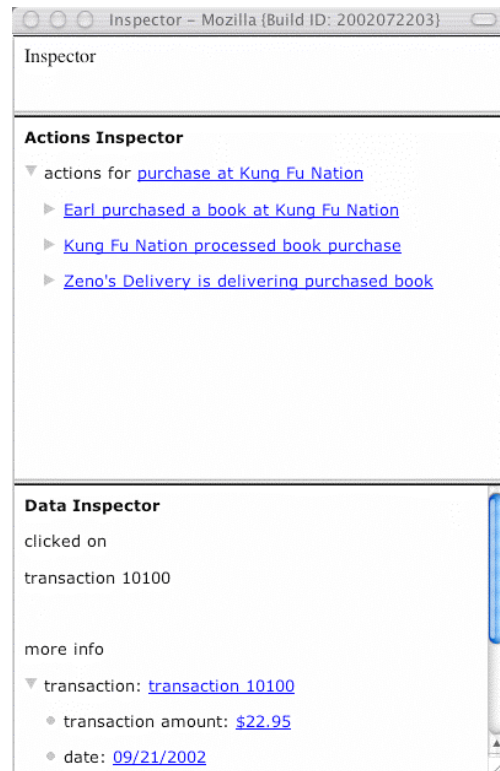 Inspector – Mozilla {Build ID: 2002072203}
Inspector
Actions Inspector
actions for purchase at Kung Fu Nation
Earl purchased a book at Kung Fu Nation
Kung Fu Nation processed book purchase
Zeno's Delivery is delivering purchased book
Data Inspector
clicked on
transaction 10100
more info
transaction: transaction 10100
transaction amount: $22.95
date: 09/21/2002